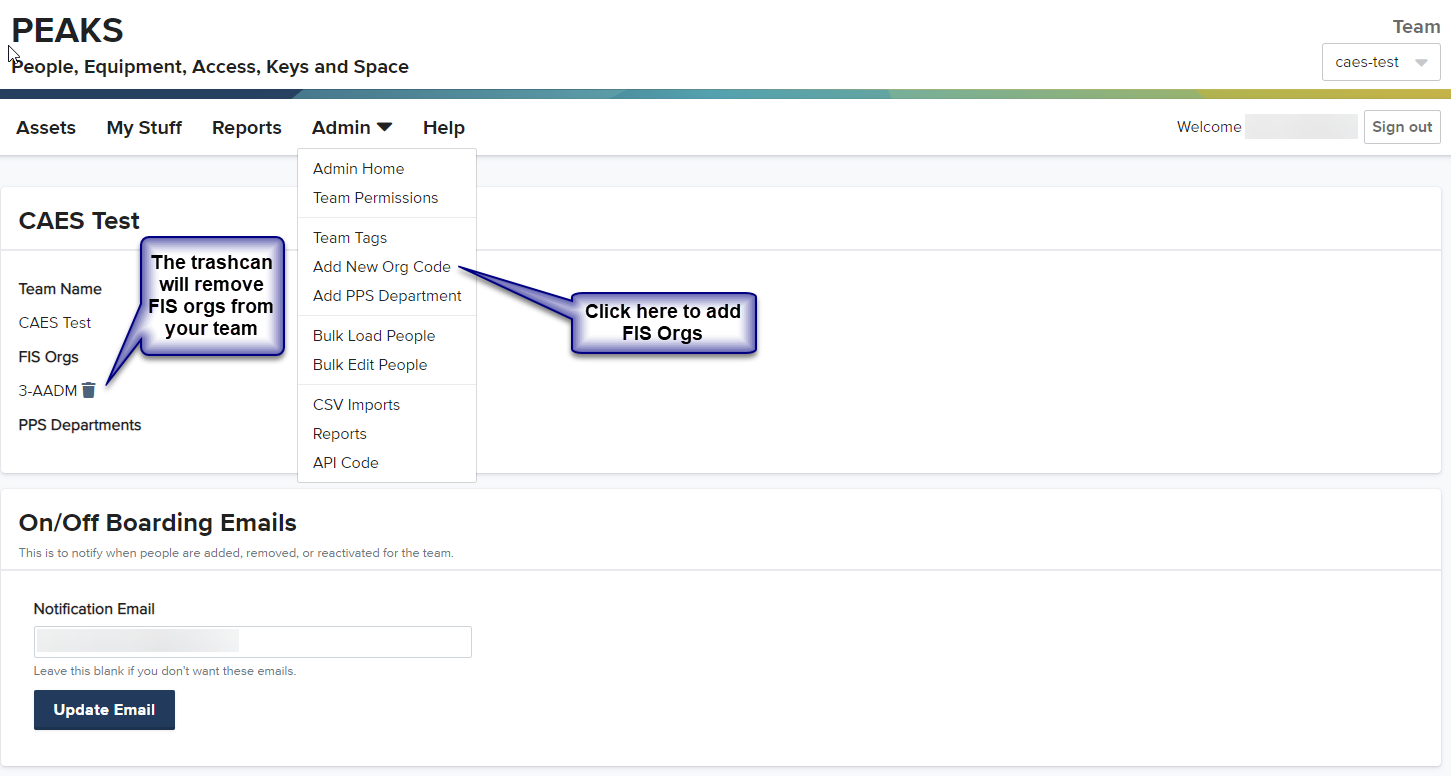 PEAKS
People, Equipment, Access, Keys and Space
Team
caes-test
Assets
My Stuff
Reports
Admin
Help
Welcome
Sign out
Admin Home
Team Permissions
Team Tags
Add New Org Code
Add PPS Department
Bulk Load People
Bulk Edit People
CSV Imports
Reports
API Code
CAES Test
The trashcan
will remove
FIS orgs from
your team
Click here to add
FIS Orgs
Team Name
CAES Test
FIS Orgs
3-AADM
PPS Departments
On/Off Boarding Emails
This is to notify when people are added, removed, or reactivated for the team.
Notification Email
Leave this blank if you don't want these emails.
Update Email